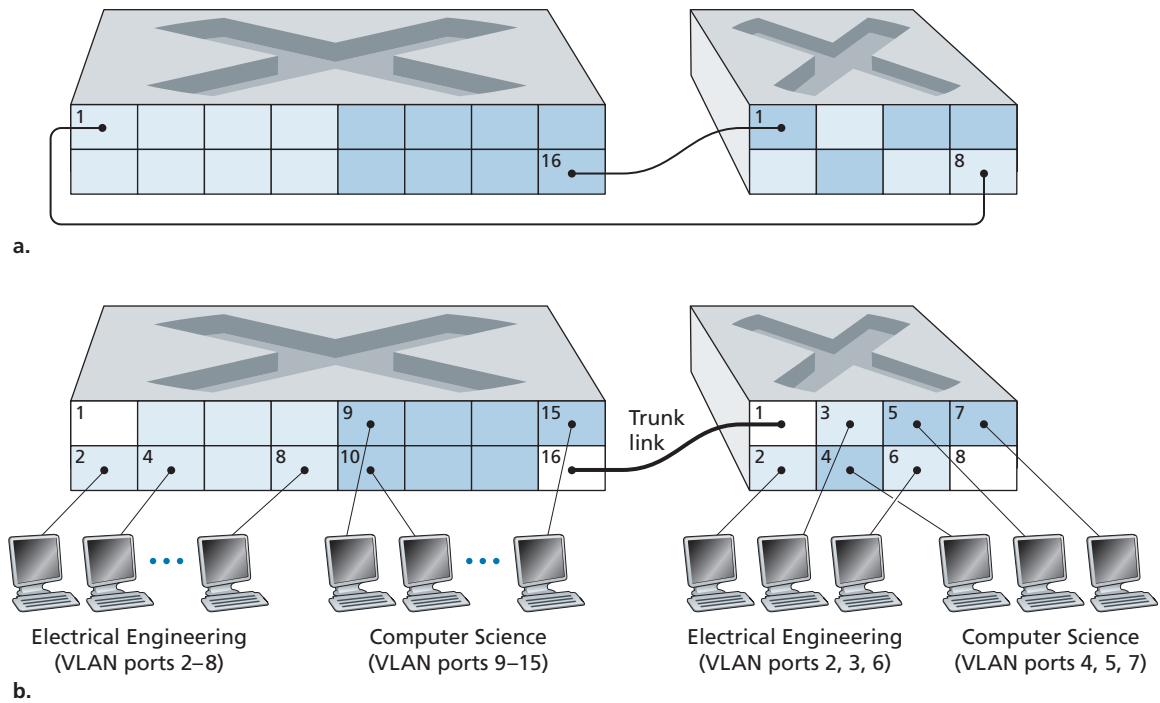 1
16
1
8
a.
1
9
15
2
4
8
10
16
Trunk
link
1
3
5
7
2
4
6
8
Electrical Engineering
(VLAN ports 2–8)
Computer Science
(VLAN ports 9–15)
Electrical Engineering
(VLAN ports 2, 3, 6)
Computer Science
(VLAN ports 4, 5, 7)
b.